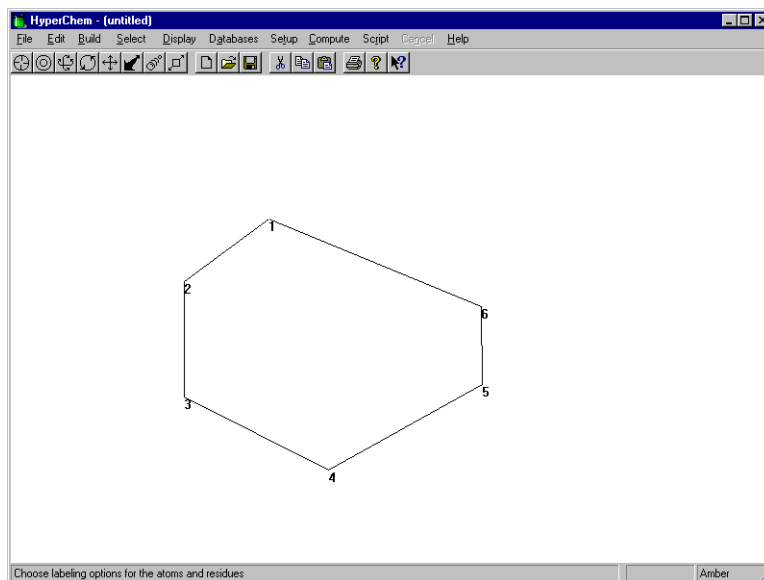 HyperChem - (untitled)
File Edit Build Select Display Databases Setup Compute Script Cancel Help
1
2
6
5
3
4
Choose labeling options for the atoms and residues Amber